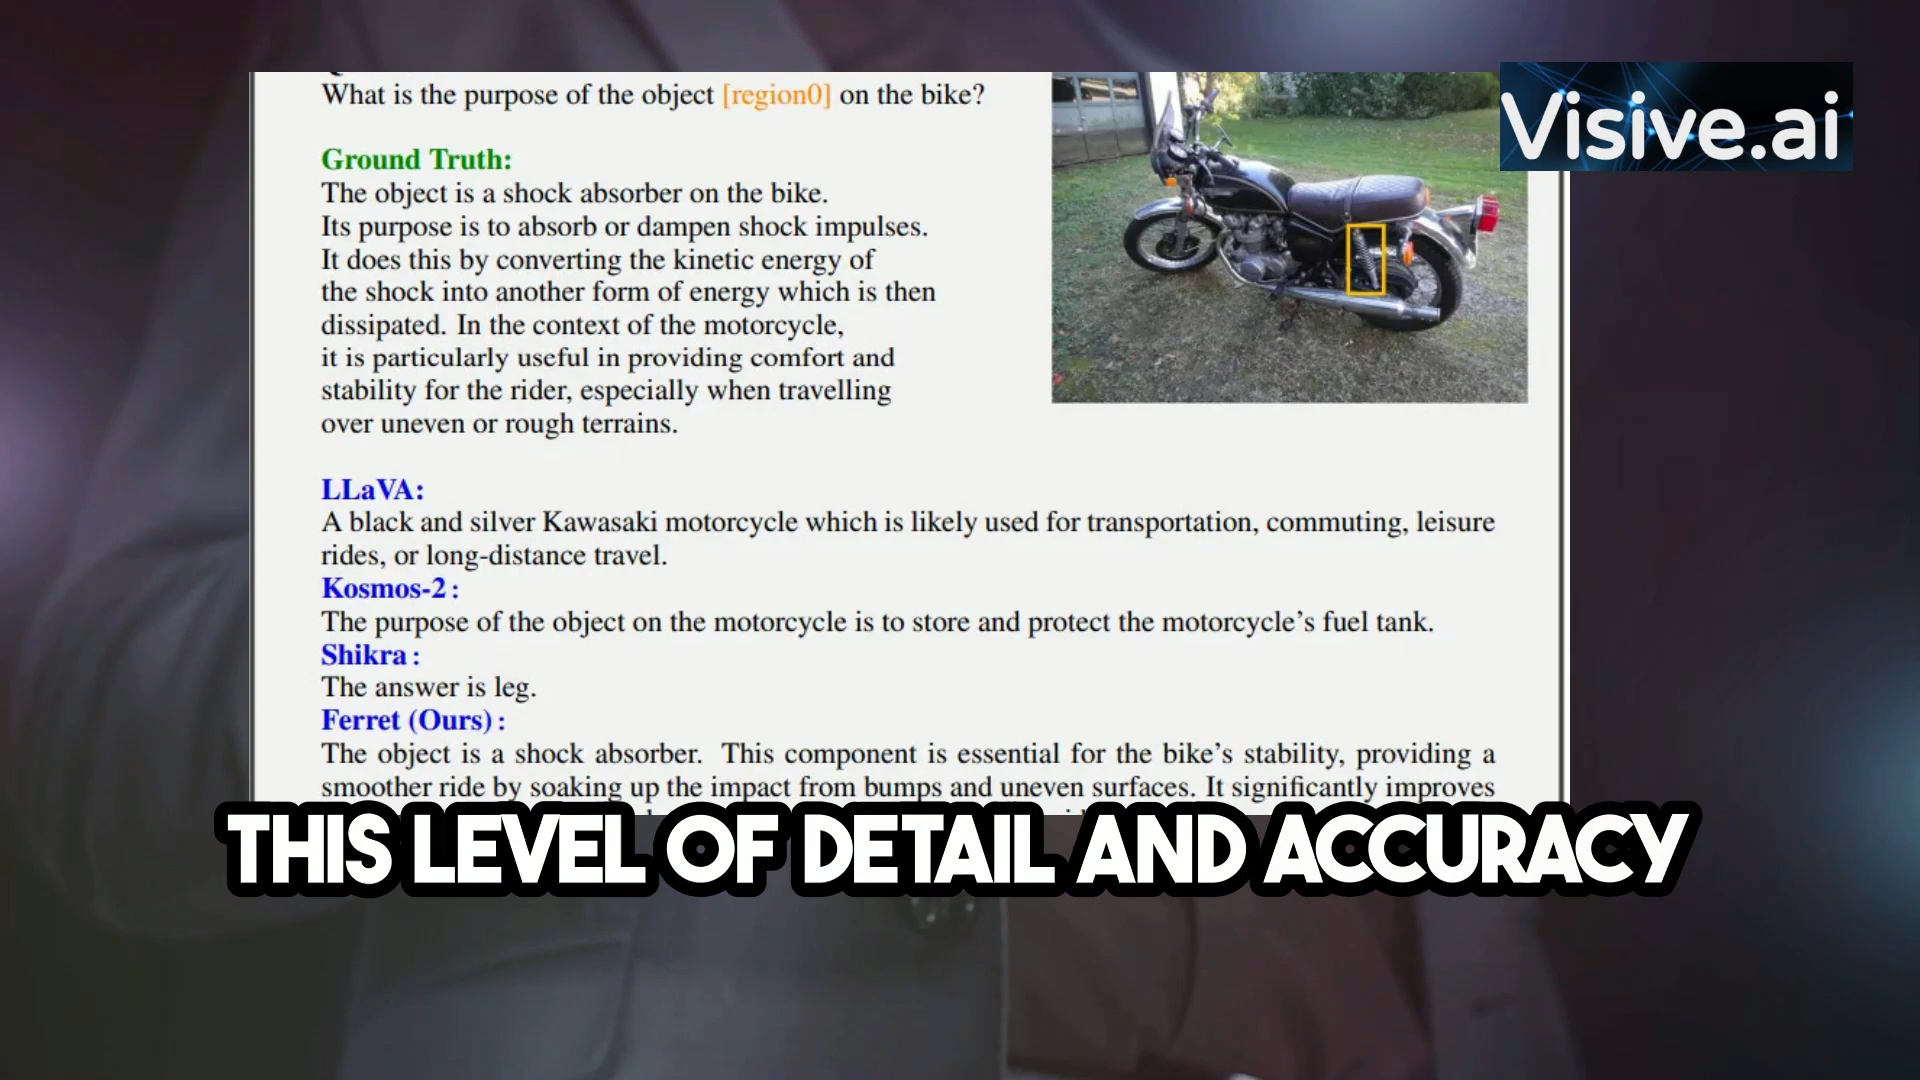 What is the purpose of the object [region0] on the bike?
Visive.ai
Ground Truth:
The object is a shock absorber on the bike.
Its purpose is to absorb or dampen shock impulses.
It does this by converting the kinetic energy of
the shock into another form of energy which is then
dissipated. In the context of the motorcycle,
it is particularly useful in providing comfort and
stability for the rider, especially when travelling
over uneven or rough terrains.
LLaVA:
A black and silver Kawasaki motorcycle which is likely used for transportation, commuting, leisure
rides, or long-distance travel.
Kosmos-2:
The purpose of the object on the motorcycle is to store and protect the motorcycle's fuel tank.
Shikra:
The answer is leg.
Ferret (Ours):
The object is a shock absorber. This component is essential for the bike's stability, providing a
smoother ride by soaking up the impact from bumps and uneven surfaces. It significantly improves
THIS LEVEL OF DETAIL AND ACCURACY